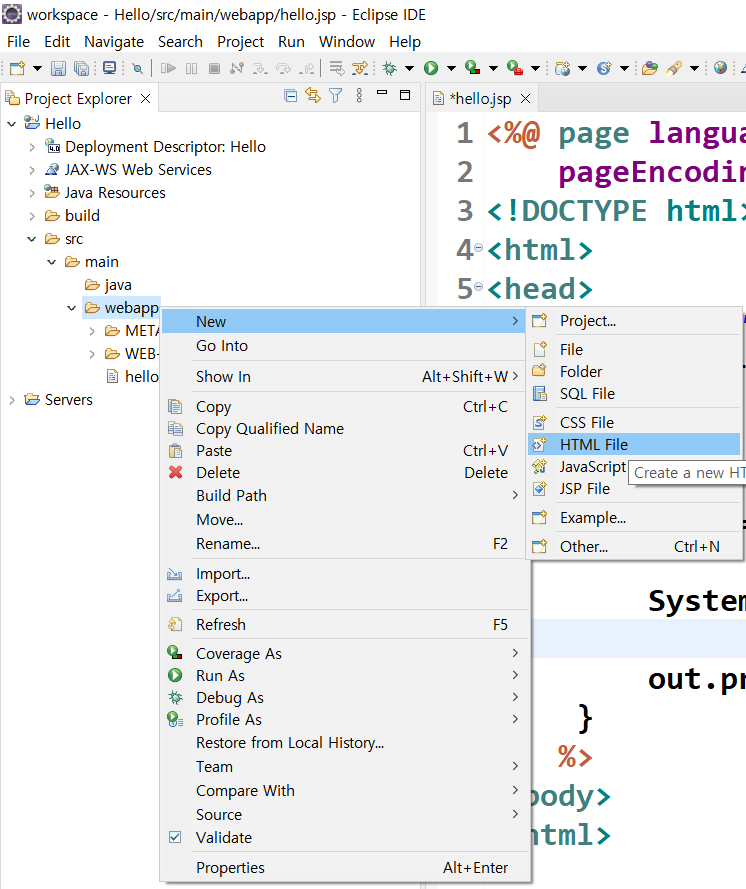 workspace - Hello/src/main/webapp/hello.jsp - Eclipse IDE
File Edit Navigate Search Project Run Window Help
Project Explorer
*hello.jsp
Hello
Deployment Descriptor: Hello
JAX-WS Web Services
Java Resources
build
src
main
java
webapp
META
WEB-
hello
Servers
1 <%@ page langua
2 pageEncodin
3 <!DOCTYPE html>
4 <html>
5 <head>
New
Go Into
Show In Alt+Shift+W
Copy Ctrl+C
Copy Qualified Name
Paste Ctrl+V
Delete Delete
Build Path
Move...
Rename... F2
Import...
Export...
Refresh F5
Coverage As
Run As
Debug As
Profile As
Restore from Local History...
Team
Compare With
Source
Validate
Properties Alt+Enter
Project...
File
Folder
SQL File
CSS File
HTML File
JavaScript
Create a new HT
JSP File
Example...
Other... Ctrl+N
System
out.pr
}
%>
body>
html>